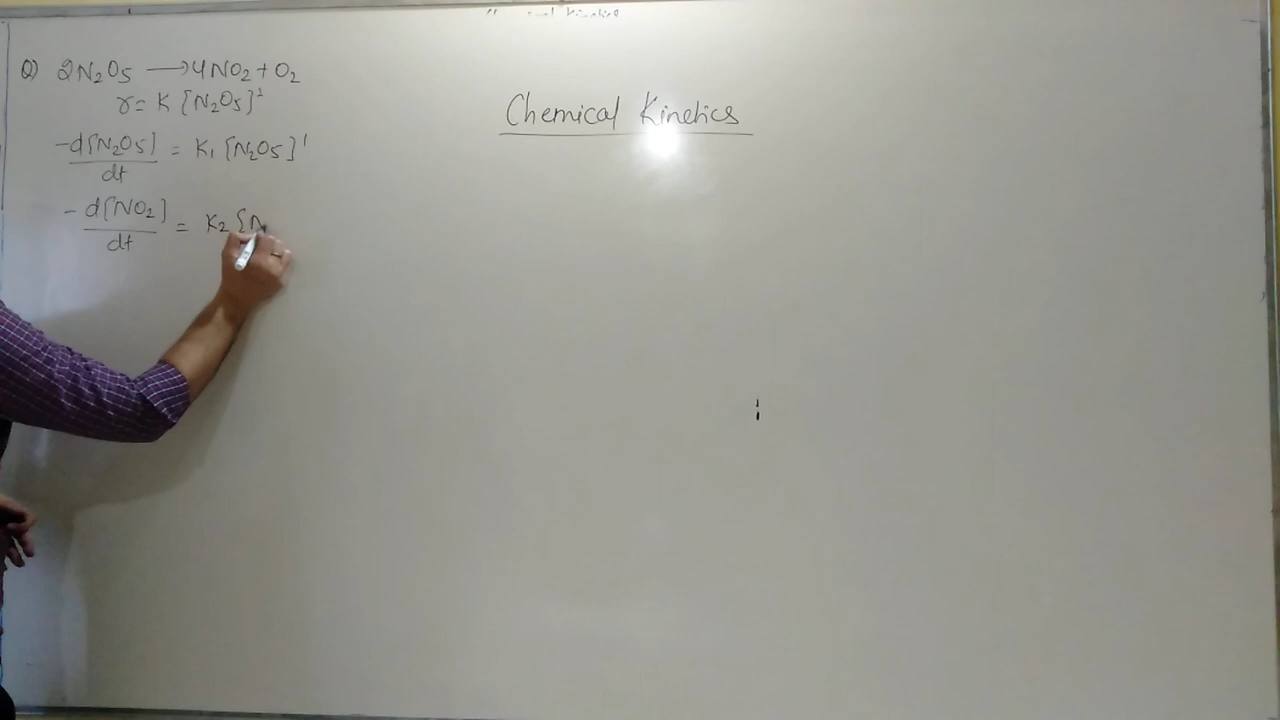 Chemical Kinetics
Q) 2N2O5 ⟶ 4NO2 + O2
r = K [N2O5]¹
-d[N2O5]/dt = K1 [N2O5]¹
- d[NO2]/dt = K2 [N